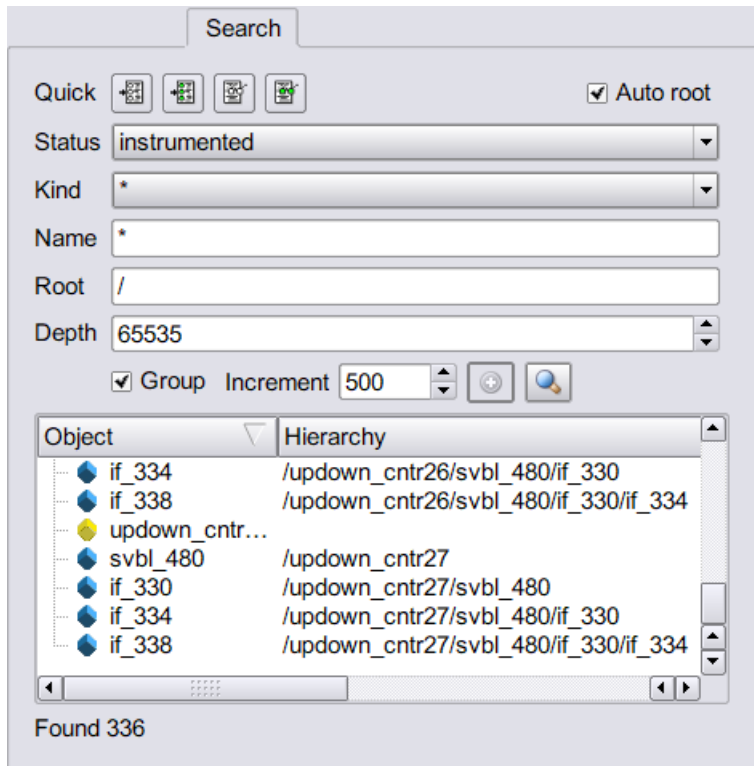 Search
Quick Auto root
Status instrumented
Kind *
Name *
Root /
Depth 65535
Group Increment 500
Object Hierarchy
if_334 /updown_cntr26/svbl_480/if_330
if_338 /updown_cntr26/svbl_480/if_330/if_334
updown_cntr...
svbl_480 /updown_cntr27
if_330 /updown_cntr27/svbl_480
if_334 /updown_cntr27/svbl_480/if_330
if_338 /updown_cntr27/svbl_480/if_330/if_334
Found 336